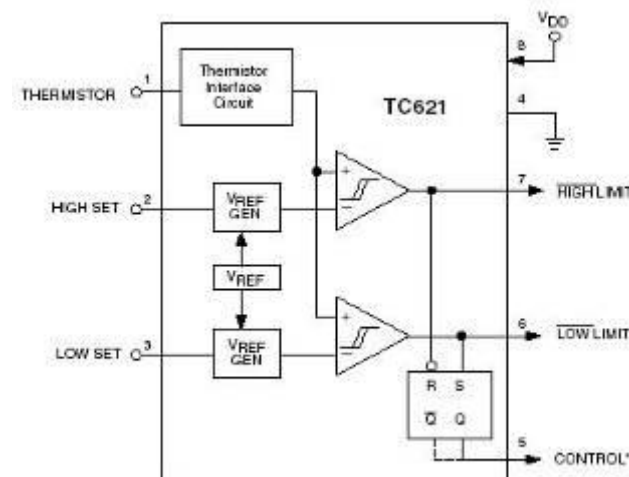 V DD
8
1
THERMISTOR
Thermistor
Interface
Circuit
TC621
4
+
7
HIGH LIMIT
2
HIGH SET
VREF
GEN
−
VREF
+
6
LOW LIMIT
3
LOW SET
VREF
GEN
−
R S
Q̅ Q
5
CONTROL*